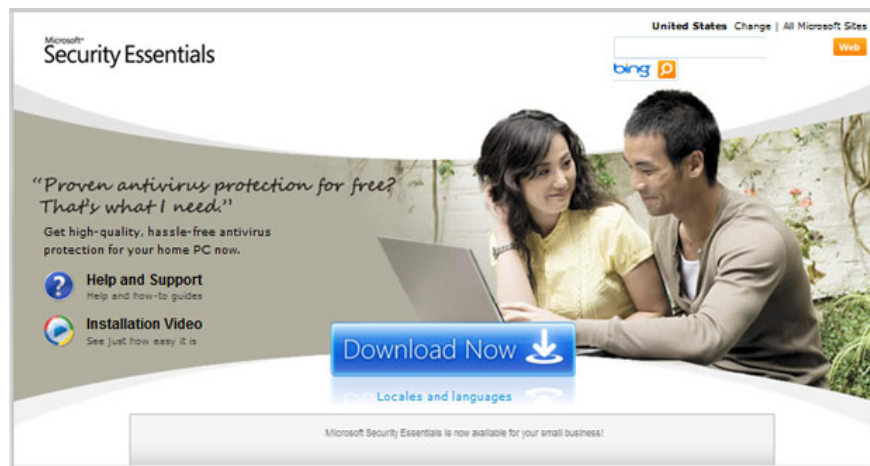 United States Change | All Microsoft Sites
Microsoft®
Security Essentials
Web
bing
“Proven antivirus protection for free?
That's what I need.”
Get high-quality, hassle-free antivirus
protection for your home PC now.
Help and Support
Help and how-to guides
Installation Video
See just how easy it is
Download Now
Locales and languages
Microsoft Security Essentials is now available for your small business!